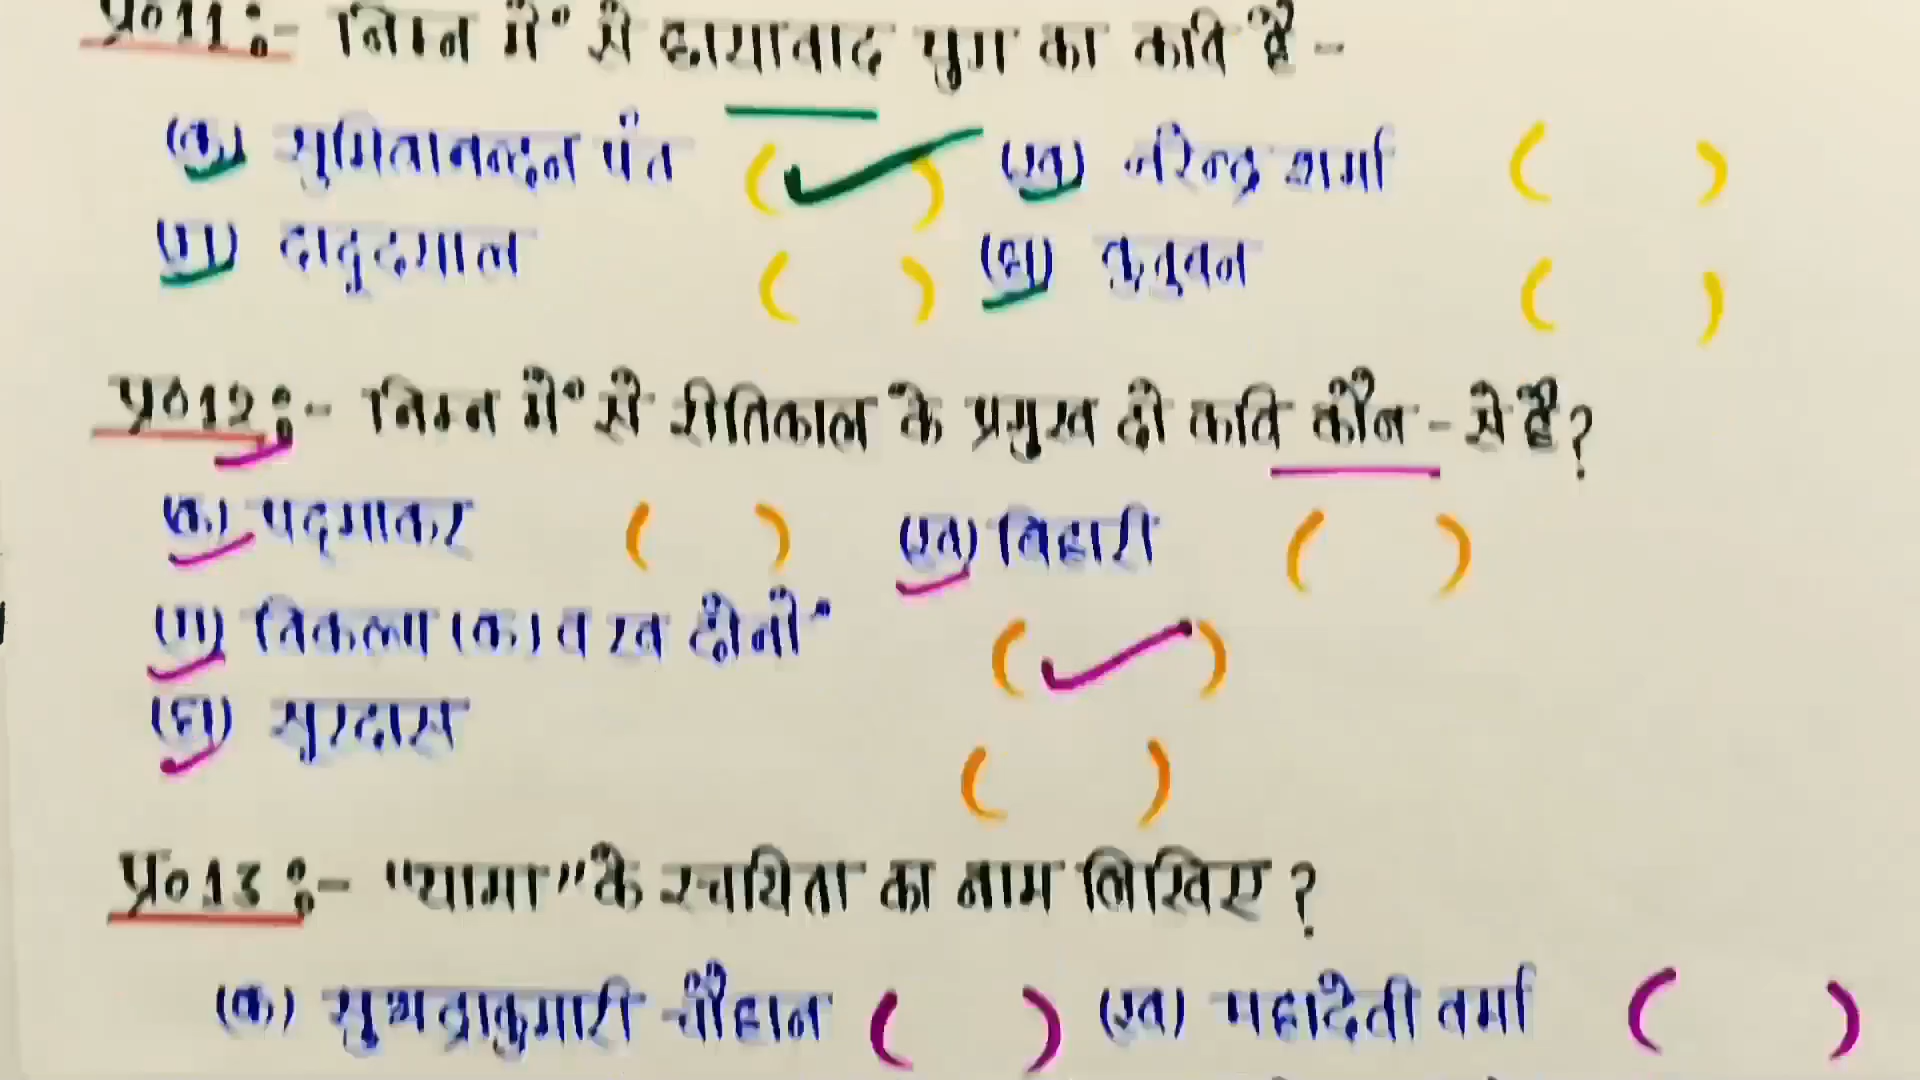 प्र०11:- निम्न में से छायावाद युग का कवि है -
(क) सुमित्रानन्दन पंत ( ✓ ) (ख) नरेन्द्र शर्मा ( )
(ग) दादूदयाल ( ) (घ) कुतुबन ( )
प्र०12:- निम्न में से रीतिकाल के प्रमुख दो कवि कौन - से हैं?
(क) पद्माकर ( ) (ख) बिहारी ( )
(ग) विकल्प (क) व ख दोनों ( ✓ )
(घ) सूरदास ( )
प्र०13:- "यामा" के रचयिता का नाम लिखिए ?
(क) सुभद्राकुमारी चौहान ( ) (ख) महादेवी वर्मा ( )